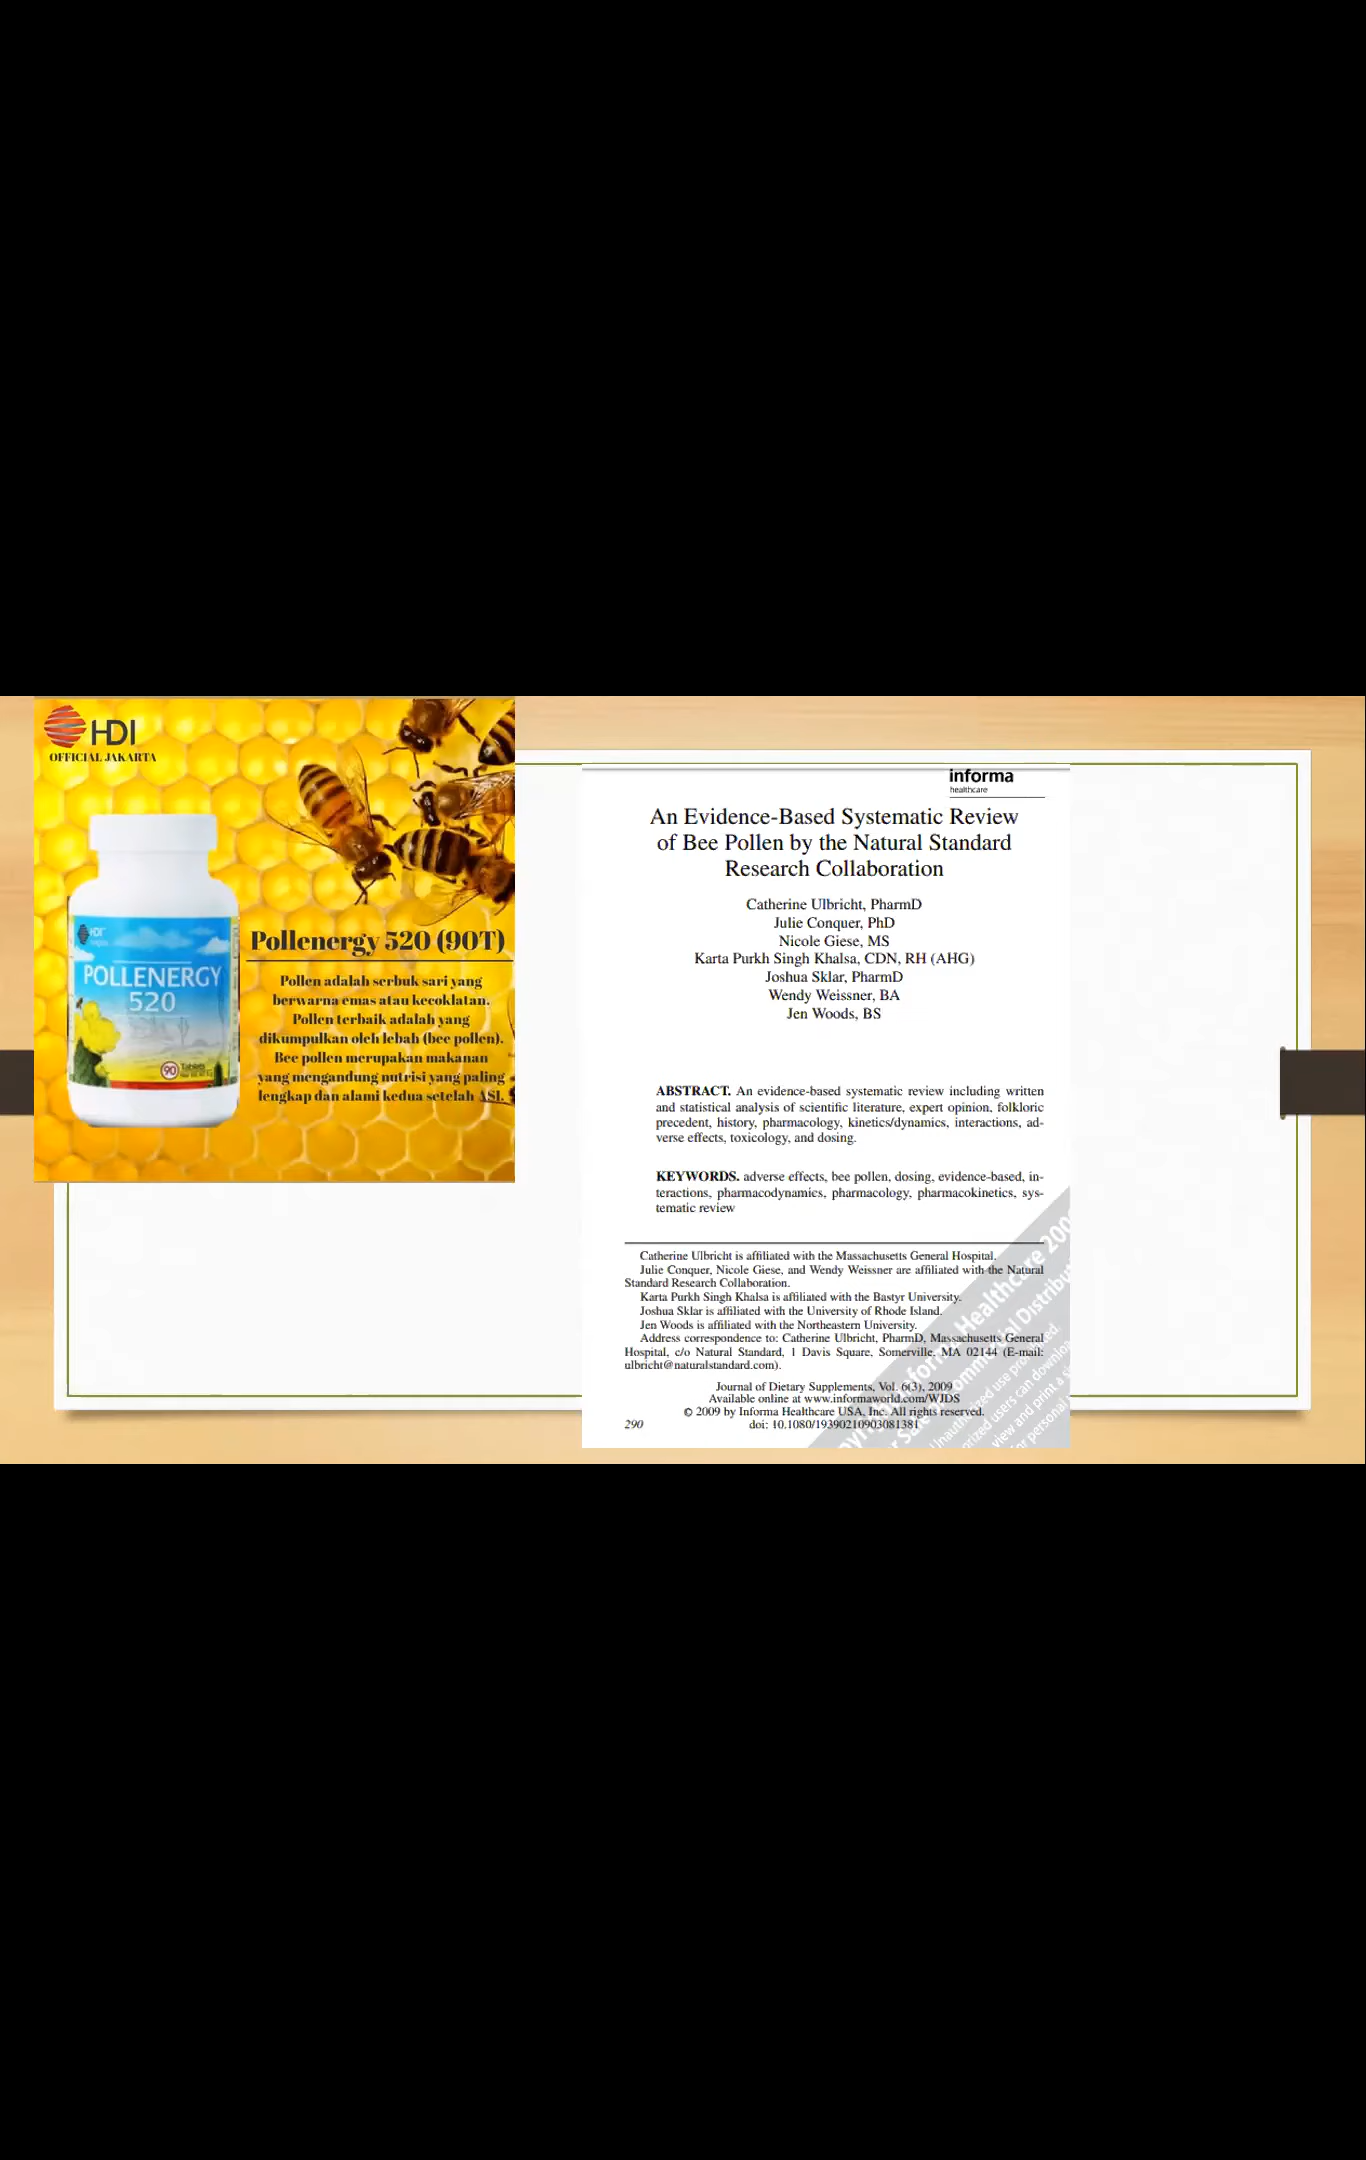 HDI
OFFICIAL JAKARTA
HDI
POLLENERGY
520
90 Tablets
Pollenergy 520 (90T)
Pollen adalah serbuk sari yang
berwarna emas atau kecoklatan.
Pollen terbaik adalah yang
dikumpulkan oleh lebah (bee pollen).
Bee pollen merupakan makanan
yang mengandung nutrisi yang paling
lengkap dan alami kedua setelah ASI.
informa
healthcare
An Evidence-Based Systematic Review
of Bee Pollen by the Natural Standard
Research Collaboration
Catherine Ulbricht, PharmD
Julie Conquer, PhD
Nicole Giese, MS
Karta Purkh Singh Khalsa, CDN, RH (AHG)
Joshua Sklar, PharmD
Wendy Weissner, BA
Jen Woods, BS
ABSTRACT. An evidence-based systematic review including written
and statistical analysis of scientific literature, expert opinion, folkloric
precedent, history, pharmacology, kinetics/dynamics, interactions, ad-
verse effects, toxicology, and dosing.
KEYWORDS. adverse effects, bee pollen, dosing, evidence-based, in-
teractions, pharmacodynamics, pharmacology, pharmacokinetics, sys-
tematic review
Catherine Ulbricht is affiliated with the Massachusetts General Hospital.
Julie Conquer, Nicole Giese, and Wendy Weissner are affiliated with the Natural
Standard Research Collaboration.
Karta Purkh Singh Khalsa is affiliated with the Bastyr University.
Joshua Sklar is affiliated with the University of Rhode Island.
Jen Woods is affiliated with the Northeastern University.
Address correspondence to: Catherine Ulbricht, PharmD, Massachusetts General
Hospital, c/o Natural Standard, 1 Davis Square, Somerville, MA 02144 (E-mail:
ulbricht@naturalstandard.com).
Journal of Dietary Supplements, Vol. 6(3), 2009
Available online at www.informaworld.com/WJDS
© 2009 by Informa Healthcare USA, Inc. All rights reserved.
290 doi: 10.1080/19390210903081381